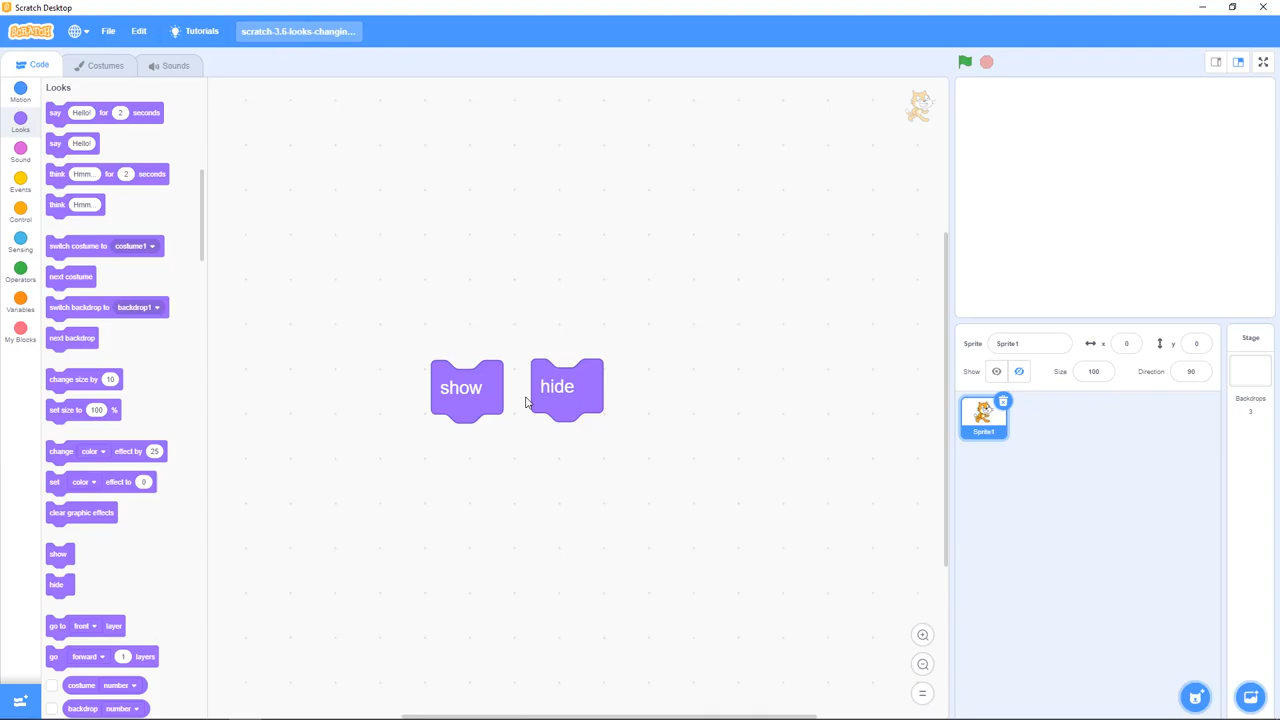 Scratch Desktop
SCRATCH File Edit Tutorials scratch-3.6-looks-changin...
Code Costumes Sounds
Motion
Looks
Sound
Events
Control
Sensing
Operators
Variables
My Blocks
Looks
say Hello! for 2 seconds
say Hello!
think Hmm... for 2 seconds
think Hmm...
switch costume to costume1
next costume
switch backdrop to backdrop1
next backdrop
change size by 10
set size to 100 %
change color effect by 25
set color effect to 0
clear graphic effects
show
hide
go to front layer
go forward 1 layers
costume number
backdrop number
show
hide
Sprite Sprite1 x 0 y 0
Show Size 100 Direction 90
Sprite1
Stage
Backdrops
3